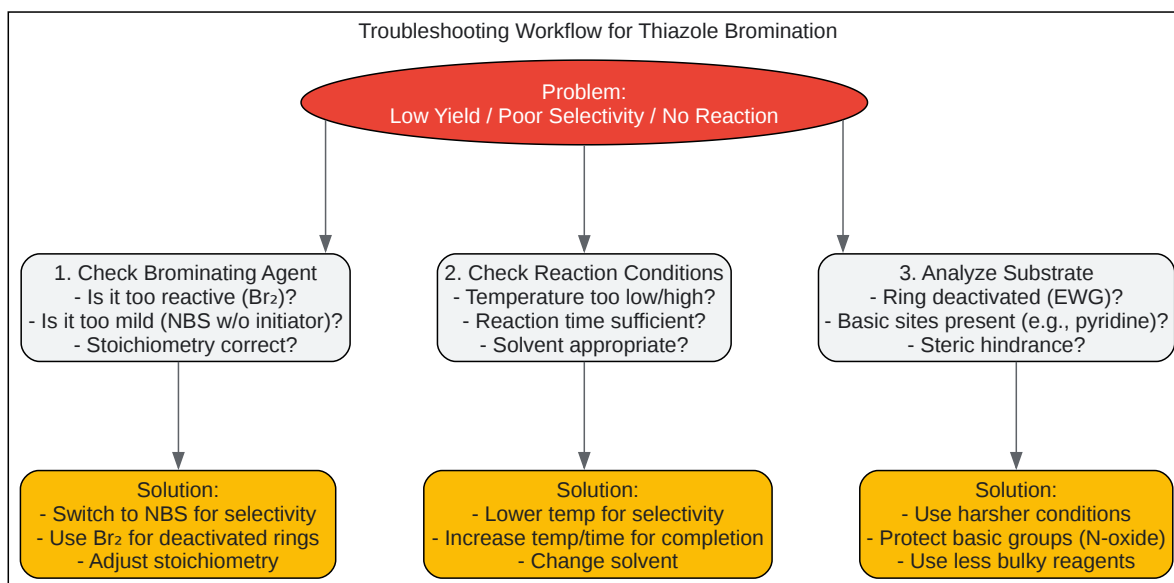 Troubleshooting Workflow for Thiazole Bromination
Problem:
Low Yield / Poor Selectivity / No Reaction
1. Check Brominating Agent
- Is it too reactive (Br₂)?
- Is it too mild (NBS w/o initiator)?
- Stoichiometry correct?
2. Check Reaction Conditions
- Temperature too low/high?
- Reaction time sufficient?
- Solvent appropriate?
3. Analyze Substrate
- Ring deactivated (EWG)?
- Basic sites present (e.g., pyridine)?
- Steric hindrance?
Solution:
- Switch to NBS for selectivity
- Use Br₂ for deactivated rings
- Adjust stoichiometry
Solution:
- Lower temp for selectivity
- Increase temp/time for completion
- Change solvent
Solution:
- Use harsher conditions
- Protect basic groups (N-oxide)
- Use less bulky reagents